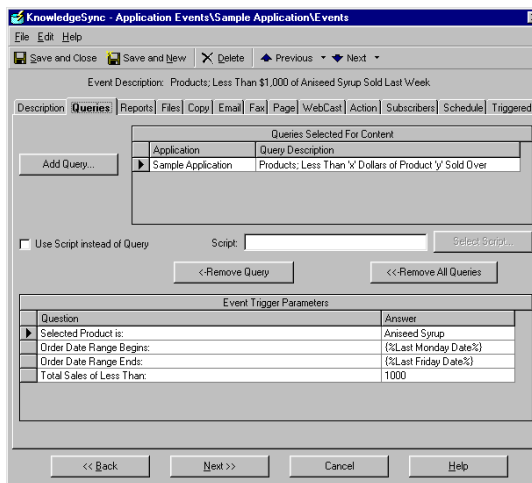 KnowledgeSync - Application Events\Sample Application\Events
File Edit Help
Save and Close Save and New Delete Previous Next
Event Description: Products; Less Than $1,000 of Aniseed Syrup Sold Last Week
Description Queries Reports Files Copy Email Fax Page WebCast Action Subscribers Schedule Triggered
Queries Selected For Content
Application Query Description
Add Query... Sample Application Products; Less Than 'x' Dollars of Product 'y' Sold Over
Use Script instead of Query Script: Select Script...
<-Remove Query <<-Remove All Queries
Event Trigger Parameters
Question Answer
Selected Product is: Aniseed Syrup
Order Date Range Begins: {%Last Monday Date%}
Order Date Range Ends: {%Last Friday Date%}
Total Sales of Less Than: 1000
<< Back Next >> Cancel Help